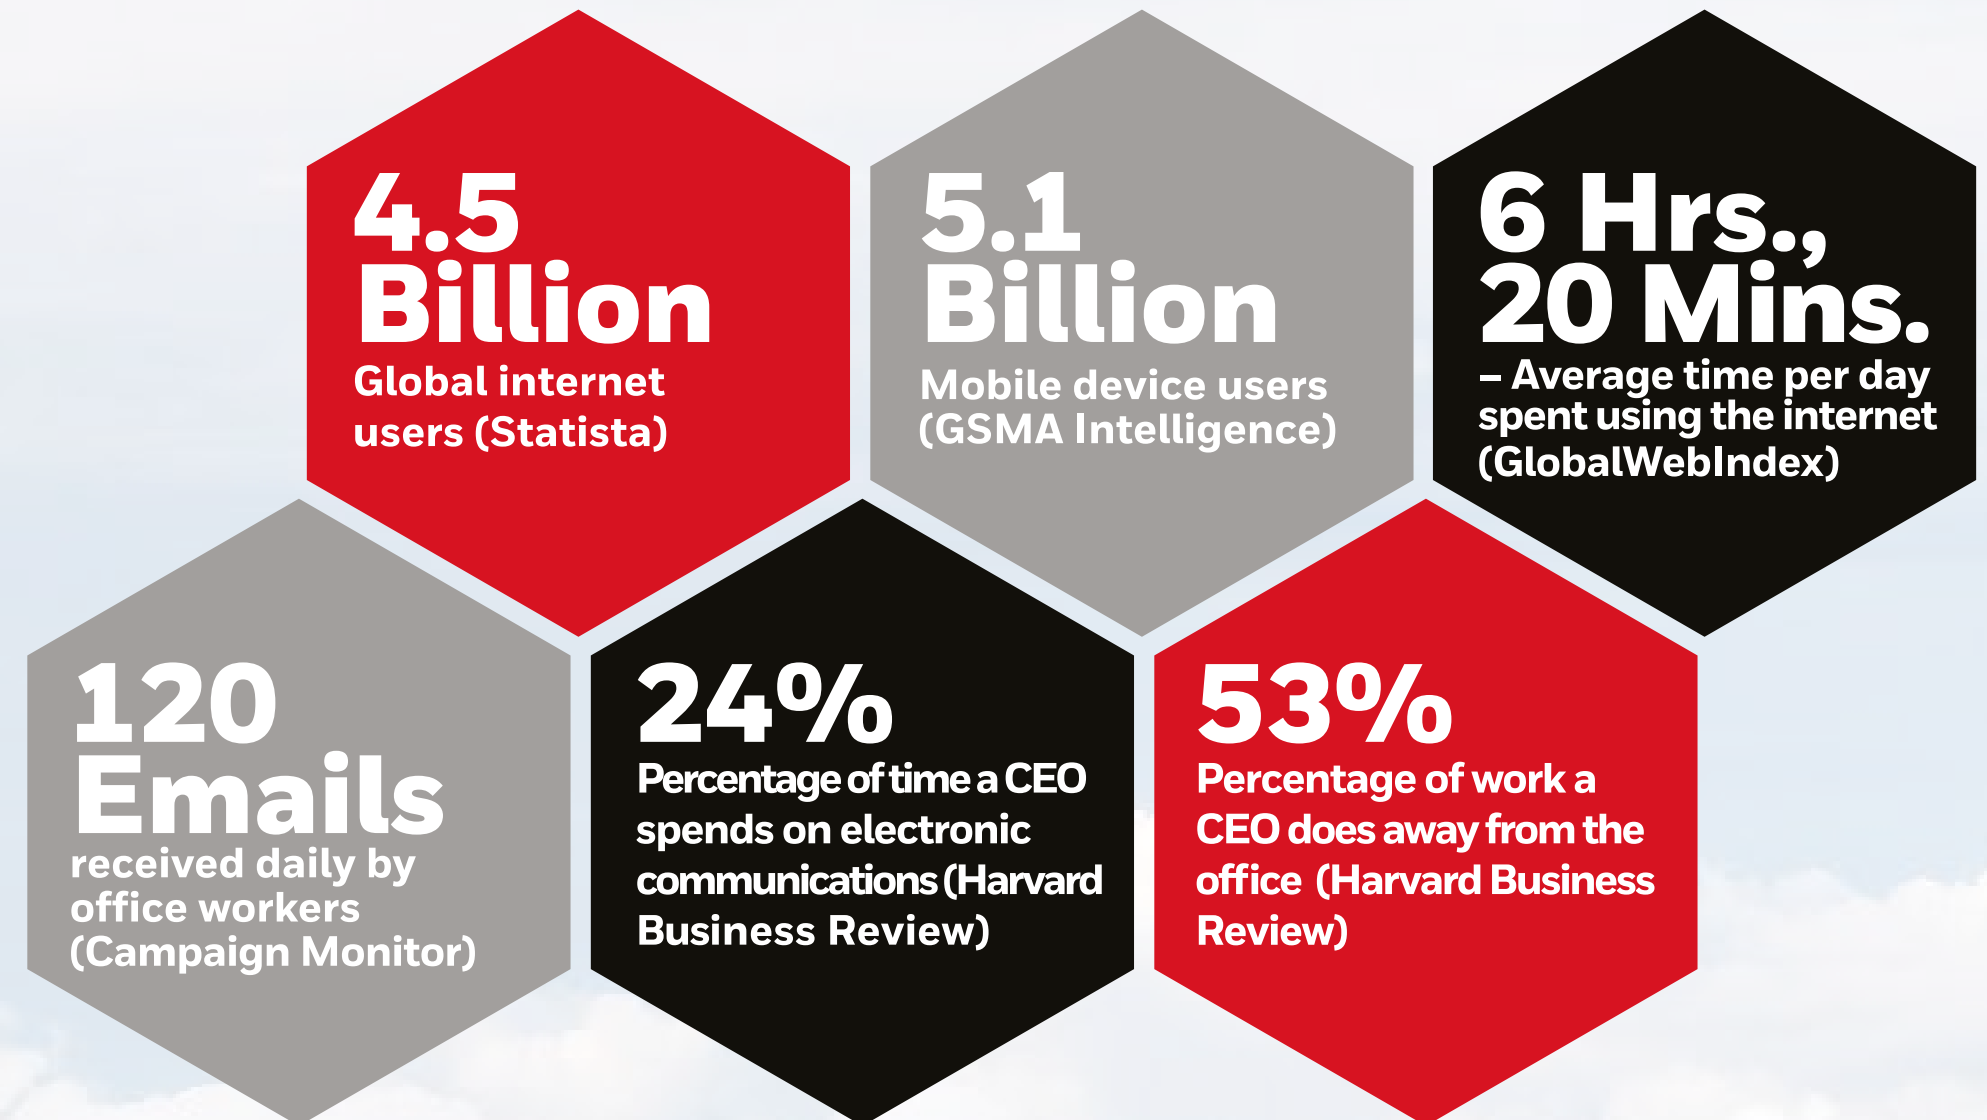 4.5
Billion
Global internet
users (Statista)
5.1
Billion
Mobile device users
(GSMA Intelligence)
6 Hrs.,
20 Mins.
– Average time per day
spent using the internet
(GlobalWebIndex)
120
Emails
received daily by
office workers
(Campaign Monitor)
24%
Percentage of time a CEO
spends on electronic
communications (Harvard
Business Review)
53%
Percentage of work a
CEO does away from the
office (Harvard Business
Review)